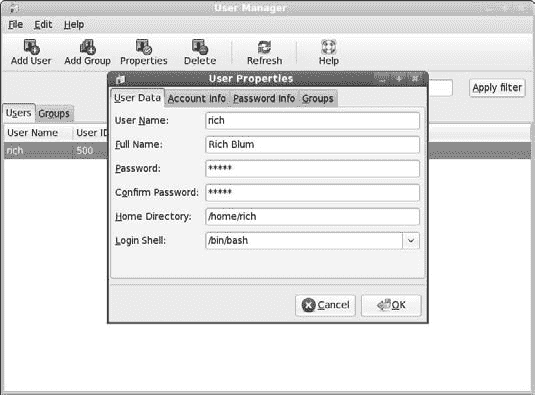 User Manager
File Edit Help
Add User Add Group Properties Delete Refresh Help
Apply filter
Users Groups
User Name User ID
rich 500
User Properties
User Data Account Info Password Info Groups
User Name: rich
Full Name: Rich Blum
Password: *****
Confirm Password: *****
Home Directory: /home/rich
Login Shell: /bin/bash
Cancel OK